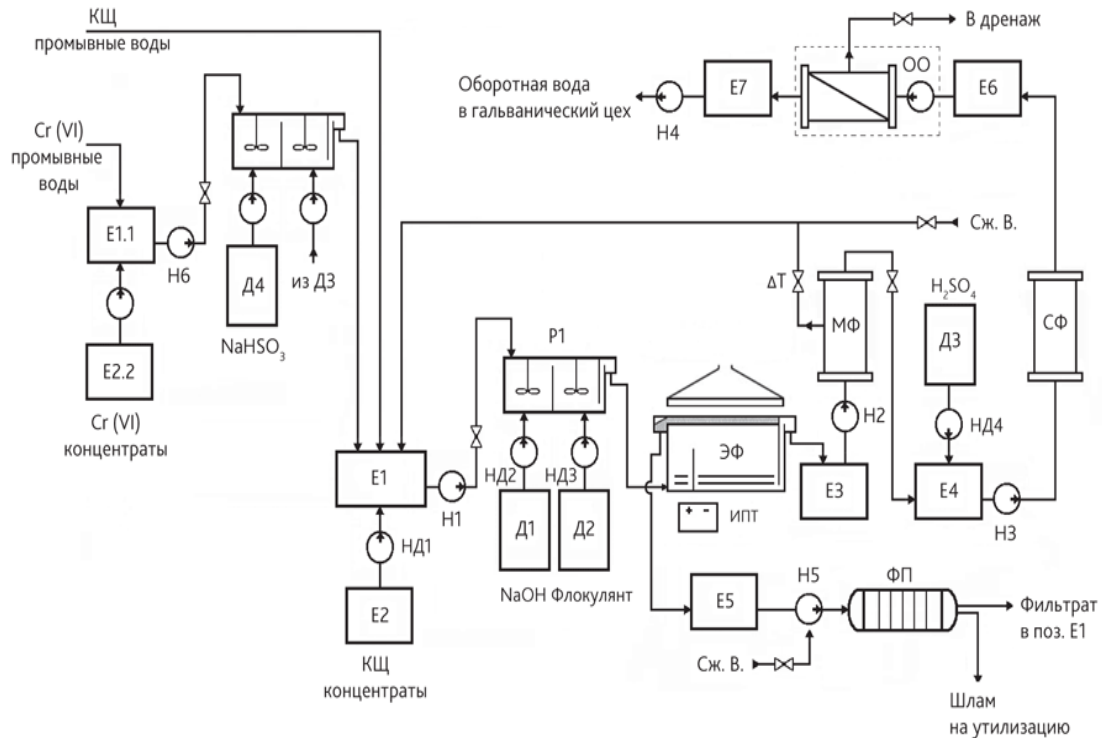 КЩ
промывные воды
Cr (VI)
промывные
воды
Е1.1
Н6
Е2.2
Cr (VI)
концентраты
Д4
NaHSO₃
из Д3
Оборотная вода
в гальванический цех
Н4
Е7
В дренаж
ОО
Е6
Сж. В.
ΔТ
МФ
Н2
H₂SO₄
Д3
НД4
СФ
Р1
Е1
Н1
НД1
Е2
КЩ
концентраты
НД2
НД3
Д1
Д2
NaOH Флокулянт
ЭФ
+ -
ИПТ
Е3
Е4
Н3
Е5
Н5
ФП
Сж. В.
Фильтрат
в поз. Е1
Шлам
на утилизацию